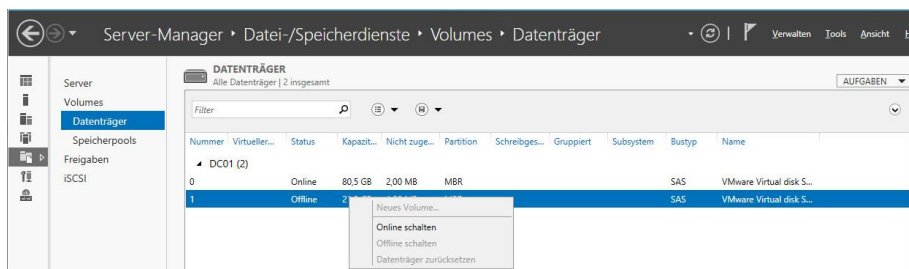 Server-Manager ‣ Datei-/Speicherdienste ‣ Volumes ‣ Datenträger
Verwalten Tools Ansicht
Server
Volumes
Datenträger
Speicherpools
Freigaben
iSCSI
DATENTRÄGER
Alle Datenträger | 2 insgesamt
AUFGABEN
Filter
Nummer Virtueller... Status Kapazit... Nicht zuge... Partition Schreibges... Gruppiert Subsystem Bustyp Name
DC01 (2)
0 Online 80,5 GB 2,00 MB MBR SAS VMware Virtual disk S...
1 Offline SAS VMware Virtual disk S...
Neues Volume...
Online schalten
Offline schalten
Datenträger zurücksetzen